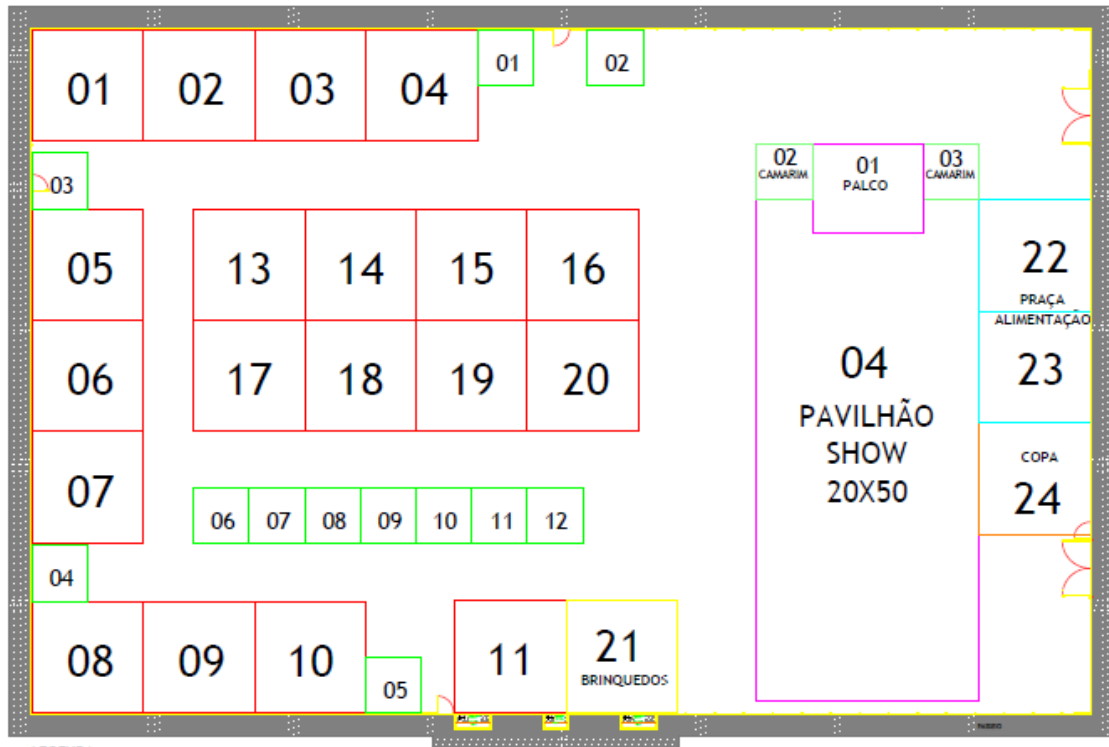 01 02 03 04 01 02
02 CAMARIM
01 PALCO
03 CAMARIM
03
05 13 14 15 16
22
PRAÇA
ALIMENTAÇÃO
06 17 18 19 20
04
PAVILHÃO
SHOW
20X50
23
COPA
24
07
06 07 08 09 10 11 12
04
08 09 10 05 11
21
BRINQUEDOS